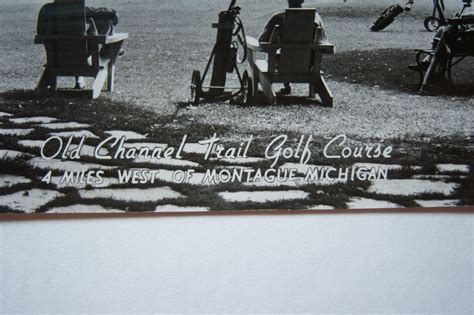 Old Channel Trail Golf Course
4 MILES WEST OF MONTAGUE, MICHIGAN